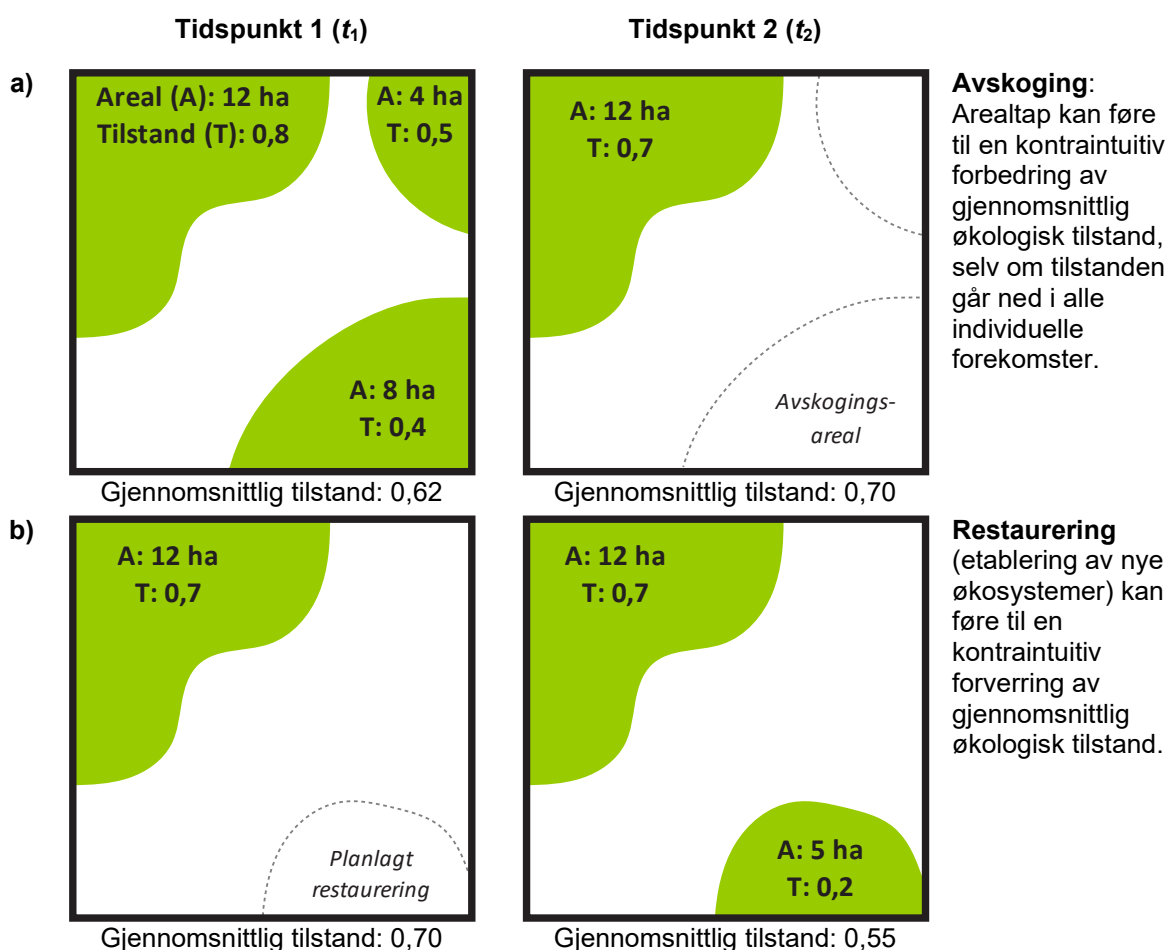 Tidspunkt 1 (t1)
Tidspunkt 2 (t2)
a)
Areal (A): 12 ha
Tilstand (T): 0,8
A: 4 ha
T: 0,5
A: 8 ha
T: 0,4
Gjennomsnittlig tilstand: 0,62
A: 12 ha
T: 0,7
Avskogings-
areal
Gjennomsnittlig tilstand: 0,70
Avskoging:
Arealtap kan føre
til en kontraintuitiv
forbedring av
gjennomsnittlig
økologisk tilstand,
selv om tilstanden
går ned i alle
individuelle
forekomster.
b)
A: 12 ha
T: 0,7
Planlagt
restaurering
Gjennomsnittlig tilstand: 0,70
A: 12 ha
T: 0,7
A: 5 ha
T: 0,2
Gjennomsnittlig tilstand: 0,55
Restaurering
(etablering av nye
økosystemer) kan
føre til en
kontraintuitiv
forverring av
gjennomsnittlig
økologisk tilstand.